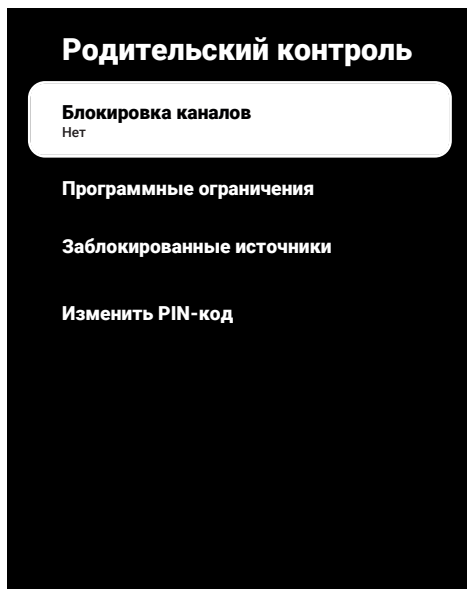 Родительский контроль
Блокировка каналов
Нет
Программные ограничения
Заблокированные источники
Изменить PIN-код